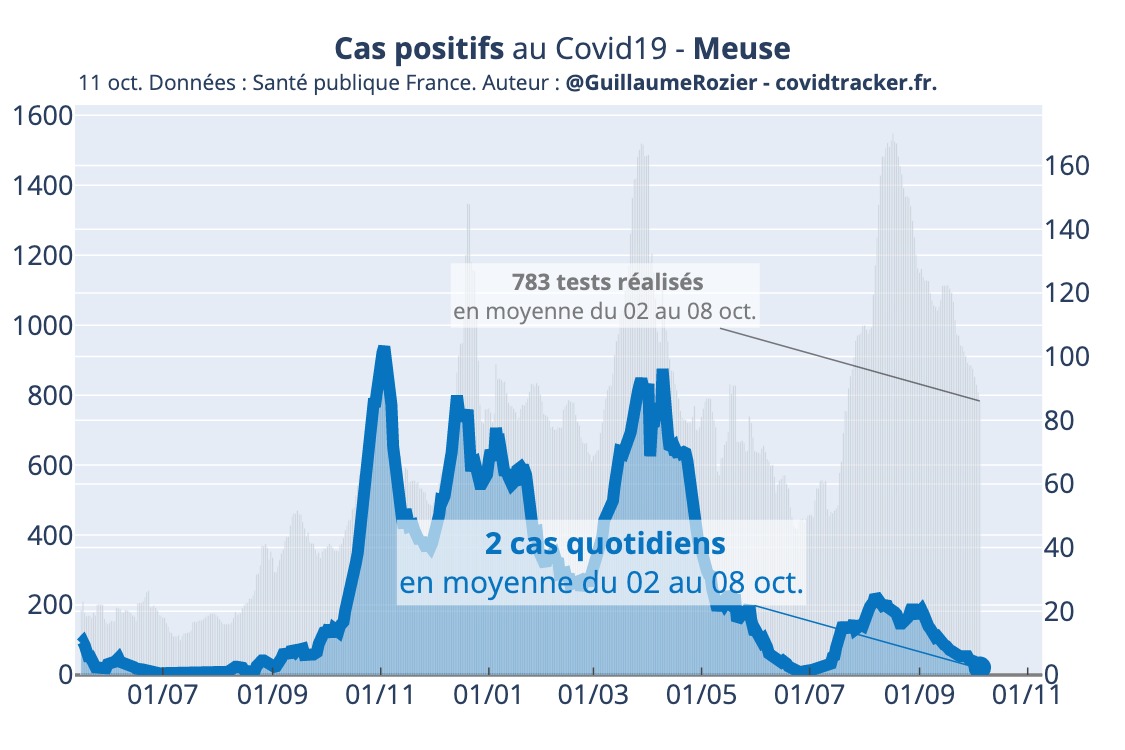 Cas positifs au Covid19 - Meuse
11 oct. Données : Santé publique France. Auteur : @GuillaumeRozier - covidtracker.fr.
1600
1400
1200
1000
800
600
400
200
0
160
140
120
100
80
60
40
20
0
783 tests réalisés
en moyenne du 02 au 08 oct.
2 cas quotidiens
en moyenne du 02 au 08 oct.
01/07 01/09 01/11 01/01 01/03 01/05 01/07 01/09 01/11